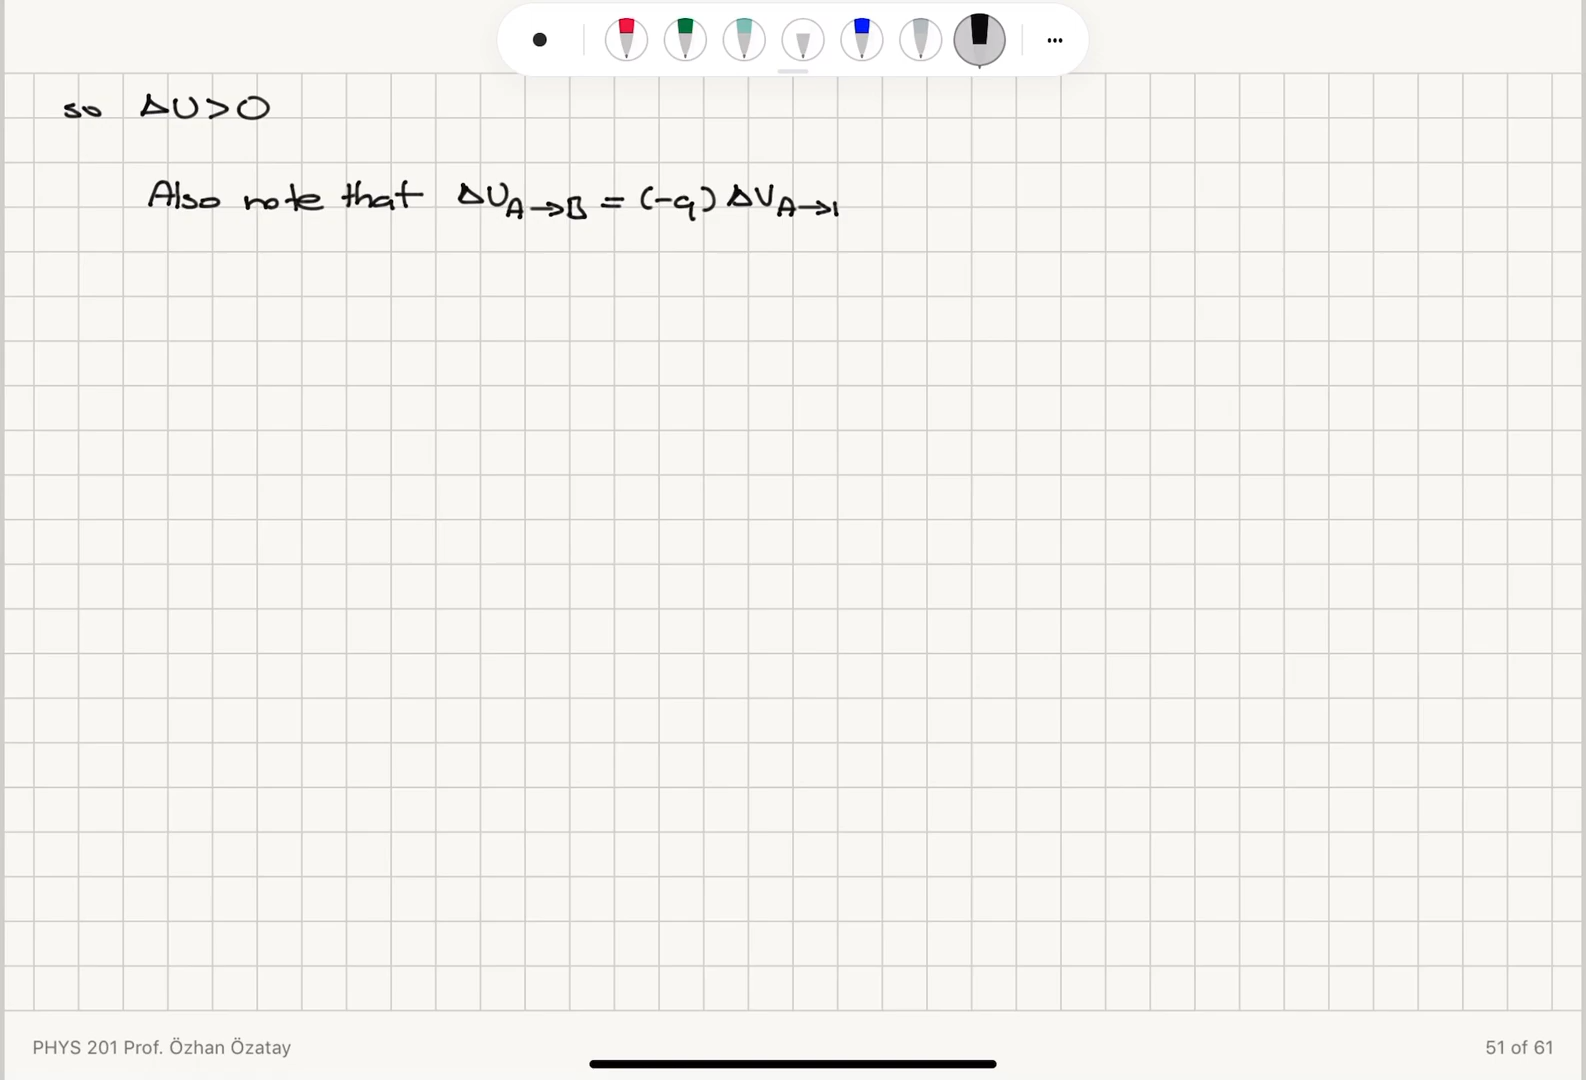 so ΔU>0
Also note that ΔU_A→B = (-q) ΔV_A→
PHYS 201 Prof. Özhan Özatay
51 of 61